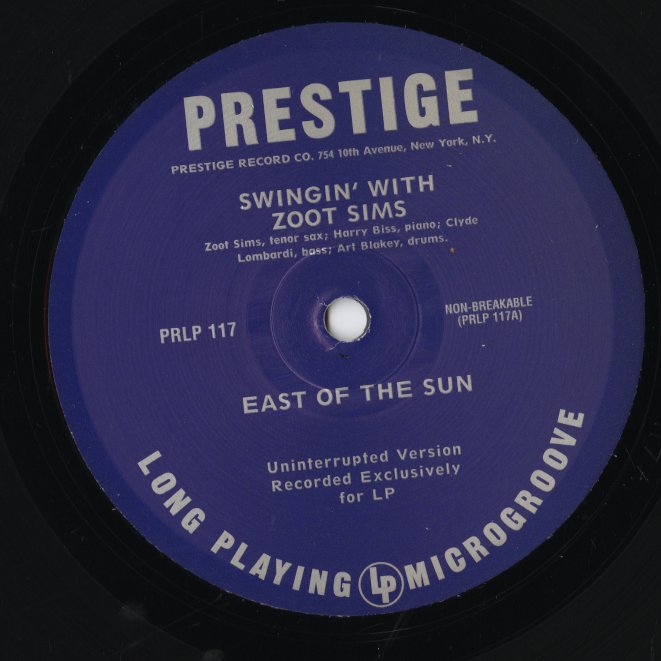 PRESTIGE
PRESTIGE RECORD CO. 754 10th Avenue, New York, N.Y.
SWINGIN' WITH
ZOOT SIMS
Zoot Sims, tenor sax; Harry Biss, piano; Clyde
Lombardi, bass; Art Blakey, drums.
PRLP 117
NON-BREAKABLE
(PRLP 117A)
EAST OF THE SUN
Uninterrupted Version
Recorded Exclusively
for LP
LONG PLAYING LP MICROGROOVE